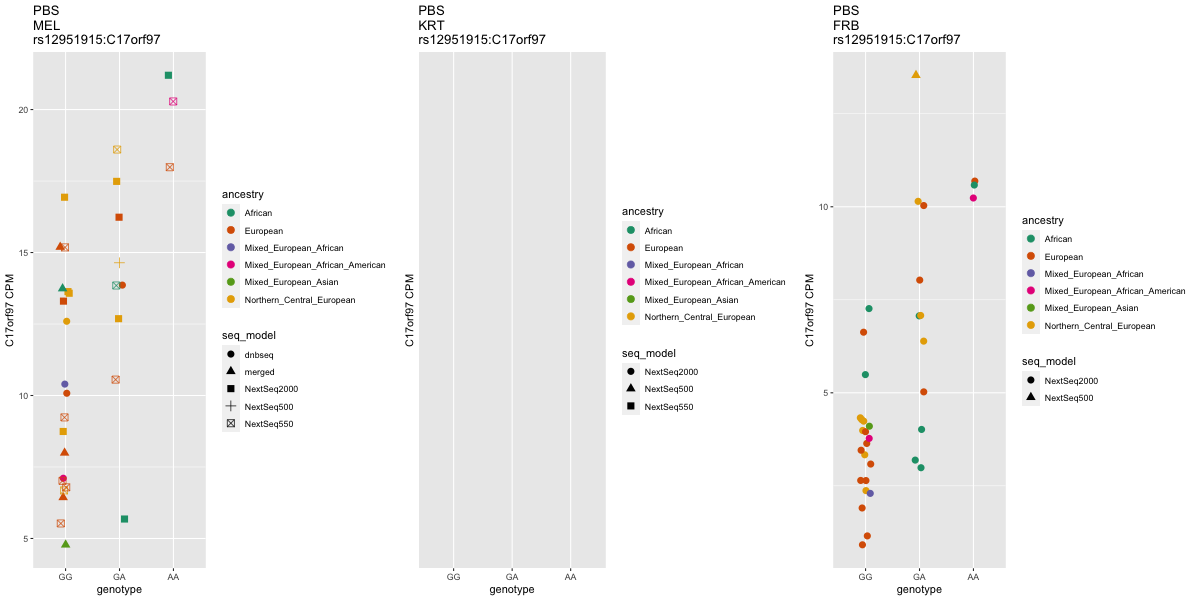 PBS
MEL
rs12951915:C17orf97
C17orf97 CPM
20
15
10
5
GG
GA
AA
genotype
ancestry
African
European
Mixed_European_African
Mixed_European_African_American
Mixed_European_Asian
Northern_Central_European
seq_model
dnbseq
merged
NextSeq2000
NextSeq500
NextSeq550
PBS
KRT
rs12951915:C17orf97
C17orf97 CPM
GG
GA
AA
genotype
ancestry
African
European
Mixed_European_African
Mixed_European_African_American
Mixed_European_Asian
Northern_Central_European
seq_model
NextSeq2000
NextSeq500
NextSeq550
PBS
FRB
rs12951915:C17orf97
C17orf97 CPM
10
5
GG
GA
AA
genotype
ancestry
African
European
Mixed_European_African
Mixed_European_African_American
Mixed_European_Asian
Northern_Central_European
seq_model
NextSeq2000
NextSeq500